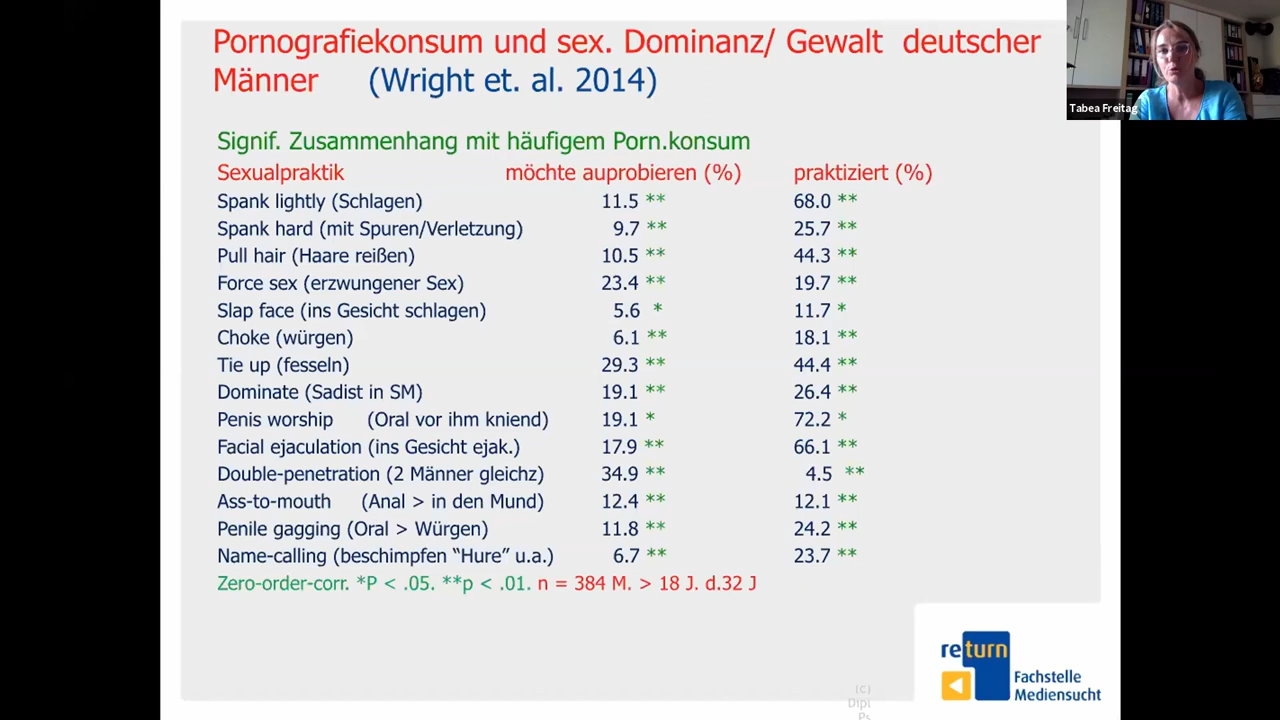 Pornografiekonsum und sex. Dominanz/ Gewalt deutscher
Männer (Wright et. al. 2014)
Signif. Zusammenhang mit häufigem Porn.konsum
Sexualpraktik möchte auprobieren (%) praktiziert (%)
Spank lightly (Schlagen) 11.5 ** 68.0 **
Spank hard (mit Spuren/Verletzung) 9.7 ** 25.7 **
Pull hair (Haare reißen) 10.5 ** 44.3 **
Force sex (erzwungener Sex) 23.4 ** 19.7 **
Slap face (ins Gesicht schlagen) 5.6 * 11.7 *
Choke (würgen) 6.1 ** 18.1 **
Tie up (fesseln) 29.3 ** 44.4 **
Dominate (Sadist in SM) 19.1 ** 26.4 **
Penis worship (Oral vor ihm kniend) 19.1 * 72.2 *
Facial ejaculation (ins Gesicht ejak.) 17.9 ** 66.1 **
Double-penetration (2 Männer gleichz) 34.9 ** 4.5 **
Ass-to-mouth (Anal > in den Mund) 12.4 ** 12.1 **
Penile gagging (Oral > Würgen) 11.8 ** 24.2 **
Name-calling (beschimpfen “Hure” u.a.) 6.7 ** 23.7 **
Zero-order-corr. *P < .05. **p < .01. n = 384 M. > 18 J. d.32 J
Tabea Freitag
return
Fachstelle
Mediensucht
(c)
Dipl
Ps